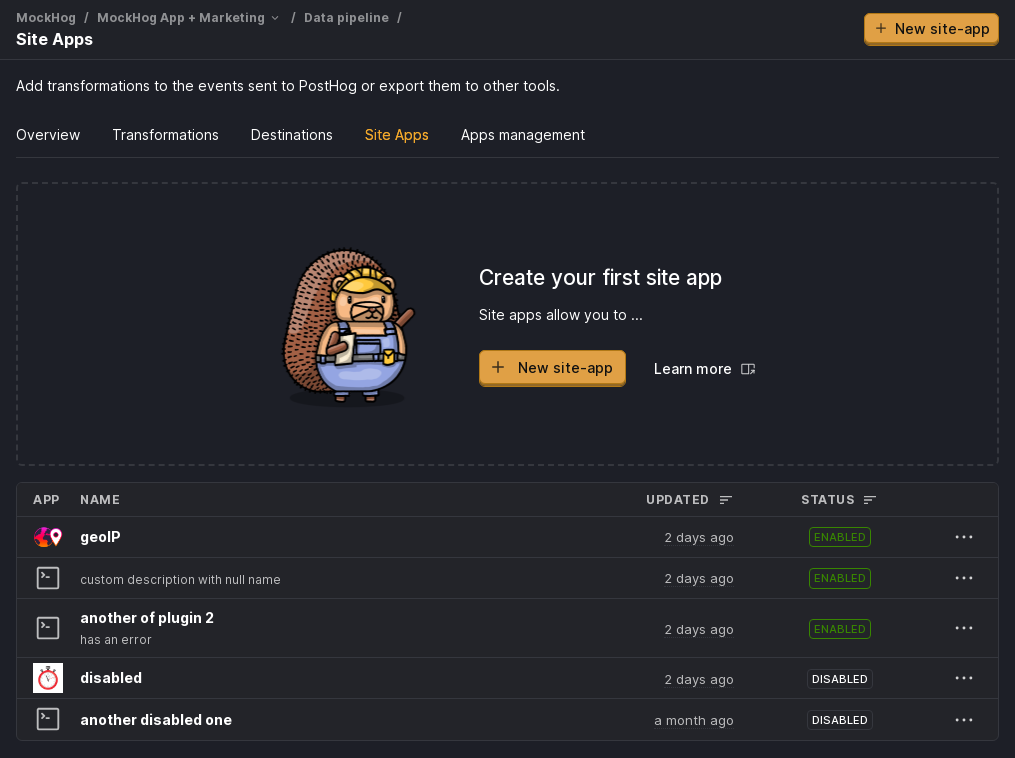 MockHog / MockHog App + Marketing / Data pipeline /
Site Apps
New site-app
Add transformations to the events sent to PostHog or export them to other tools.
Overview Transformations Destinations Site Apps Apps management
Create your first site app
Site apps allow you to ...
New site-app Learn more
APP NAME UPDATED STATUS
geoIP 2 days ago ENABLED
custom description with null name 2 days ago ENABLED
another of plugin 2
has an error 2 days ago ENABLED
disabled 2 days ago DISABLED
another disabled one a month ago DISABLED